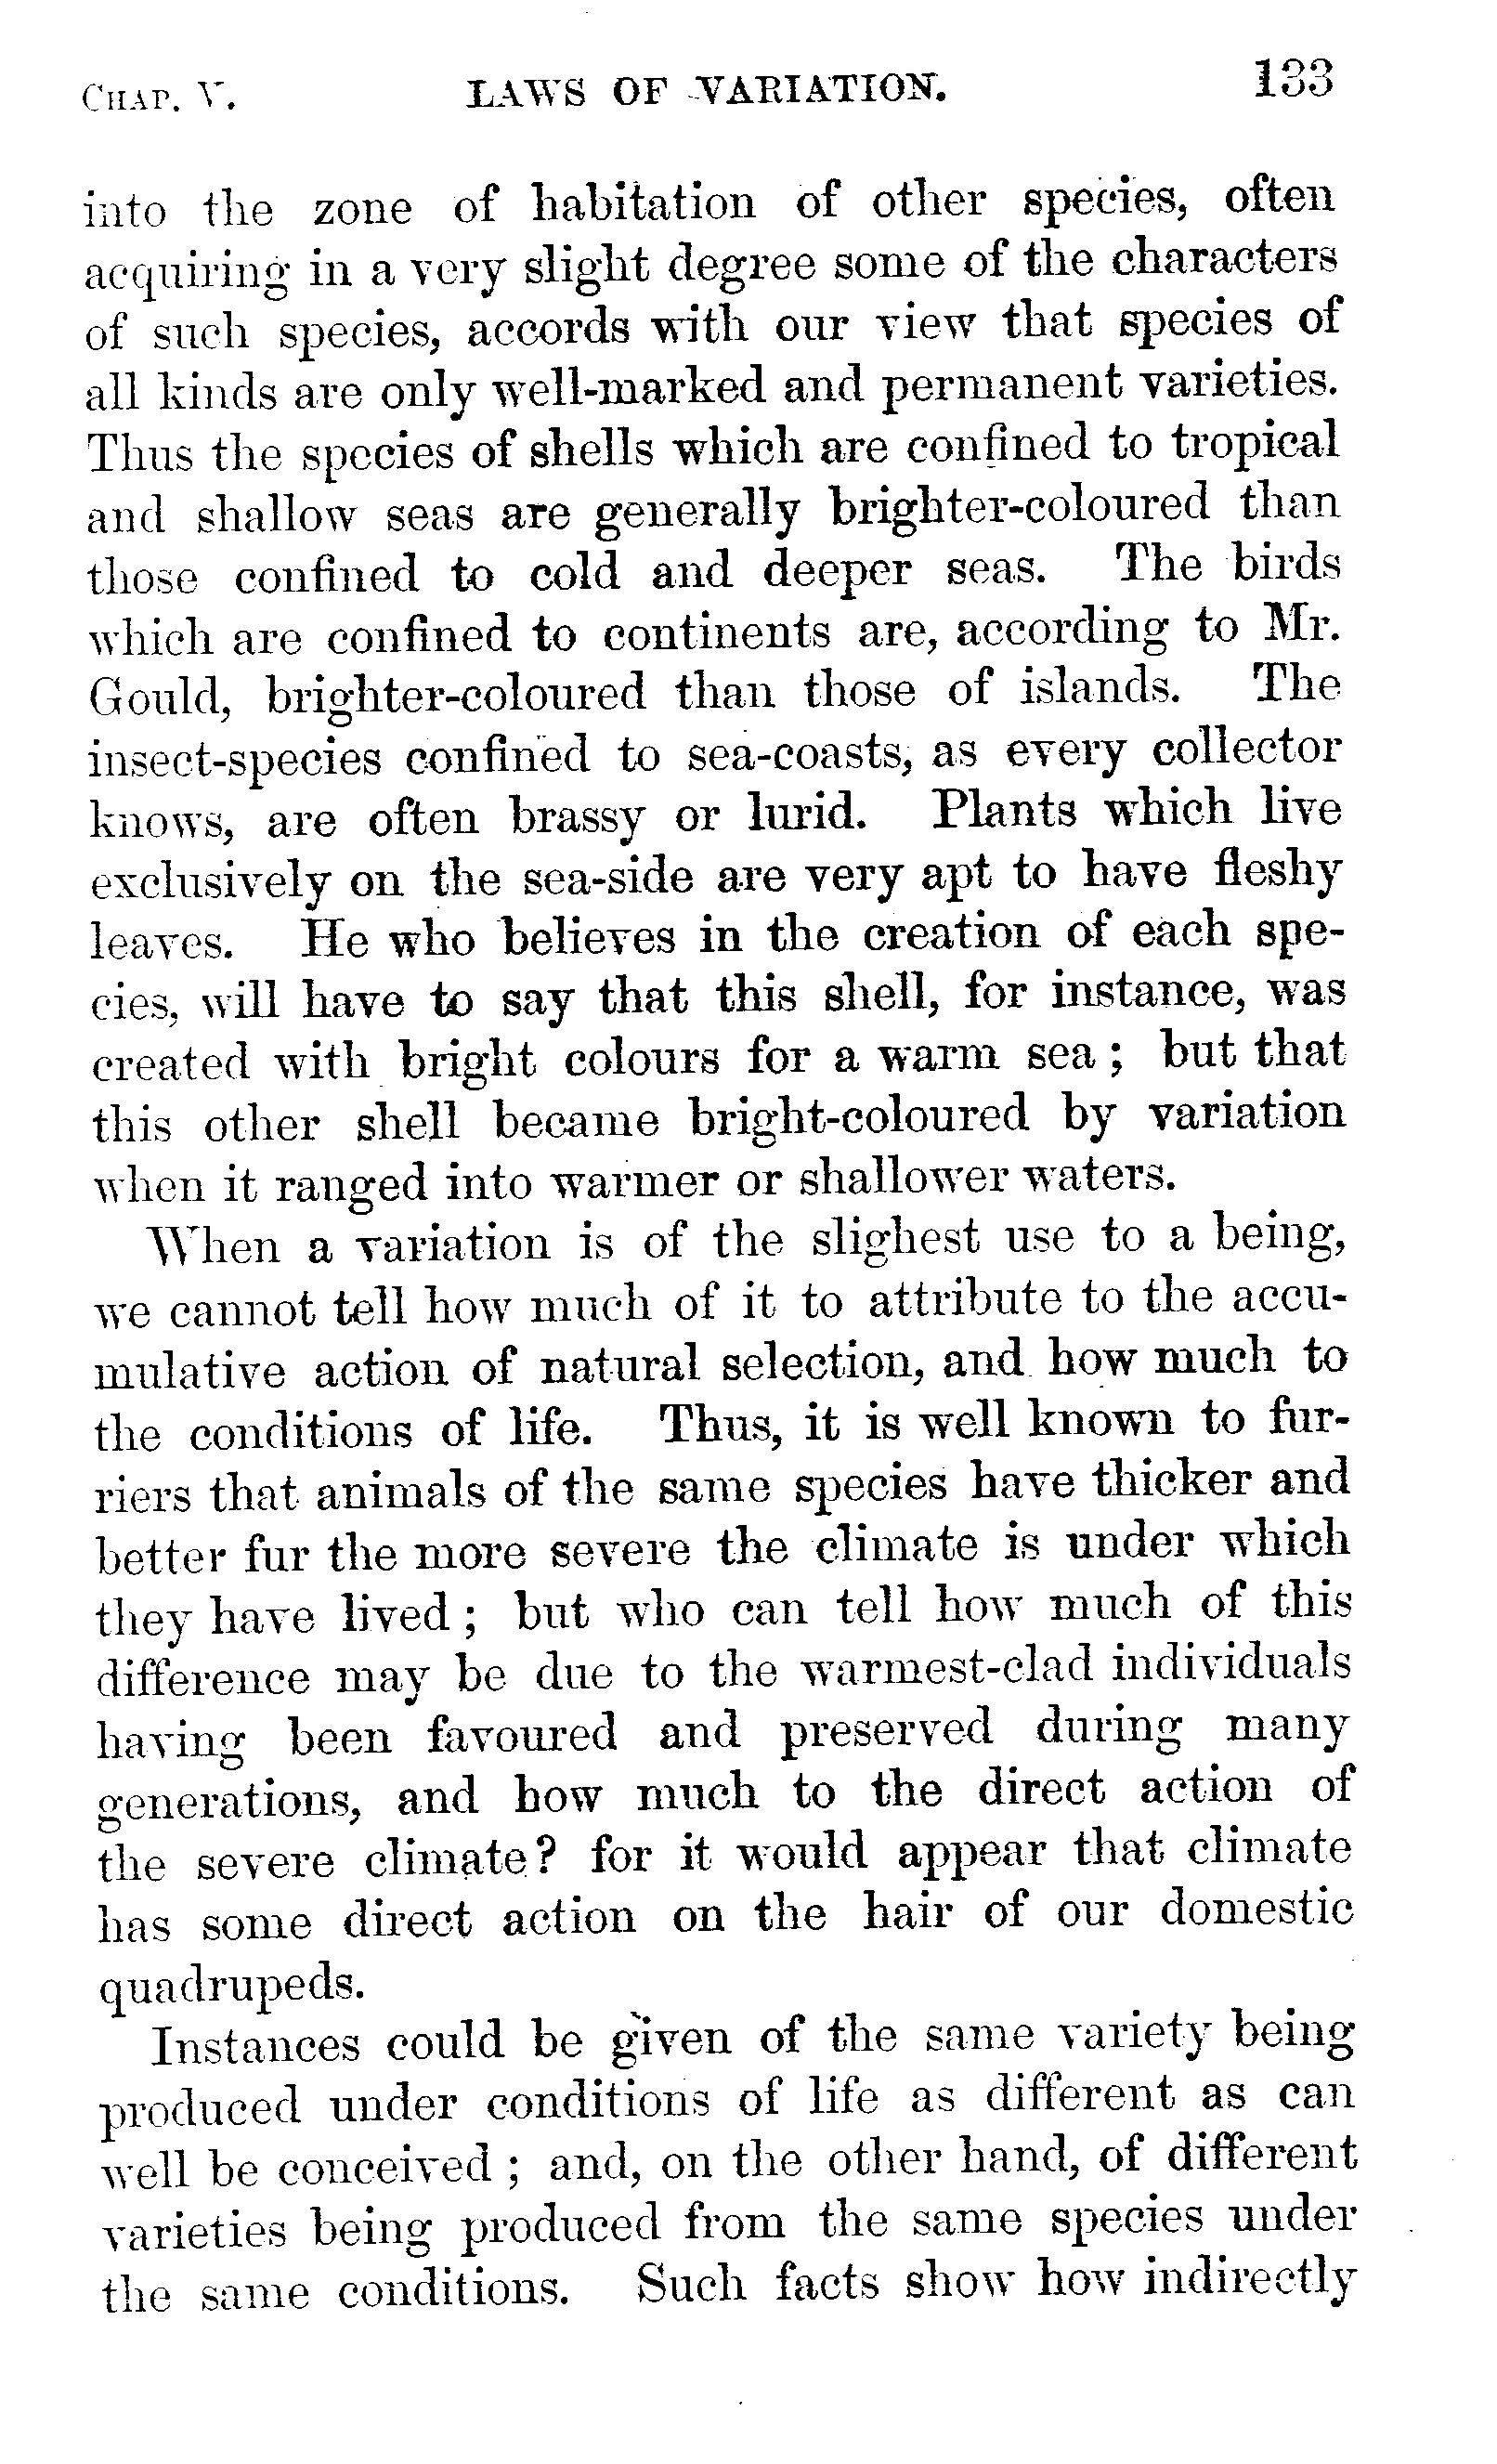 CHAP. V. LAWS OF VARIATION. 133
into the zone of habitation of other species, often
acquiring in a very slight degree some of the characters
of such species, accords with our view that species of
all kinds are only well-marked and permanent varieties.
Thus the species of shells which are confined to tropical
and shallow seas are generally brighter-coloured than
those confined to cold and deeper seas. The birds
which are confined to continents are, according to Mr.
Gould, brighter-coloured than those of islands. The
insect-species confined to sea-coasts, as every collector
knows, are often brassy or lurid. Plants which live
exclusively on the sea-side are very apt to have fleshy
leaves. He who believes in the creation of each spe-
cies, will have to say that this shell, for instance, was
created with bright colours for a warm sea; but that
this other shell became bright-coloured by variation
when it ranged into warmer or shallower waters.
When a variation is of the slighest use to a being,
we cannot tell how much of it to attribute to the accu-
mulative action of natural selection, and how much to
the conditions of life. Thus, it is well known to fur-
riers that animals of the same species have thicker and
better fur the more severe the climate is under which
they have lived; but who can tell how much of this
difference may be due to the warmest-clad individuals
having been favoured and preserved during many
generations, and how much to the direct action of
the severe climate? for it would appear that climate
has some direct action on the hair of our domestic
quadrupeds.
Instances could be given of the same variety being
produced under conditions of life as different as can
well be conceived; and, on the other hand, of different
varieties being produced from the same species under
the same conditions. Such facts show how indirectly